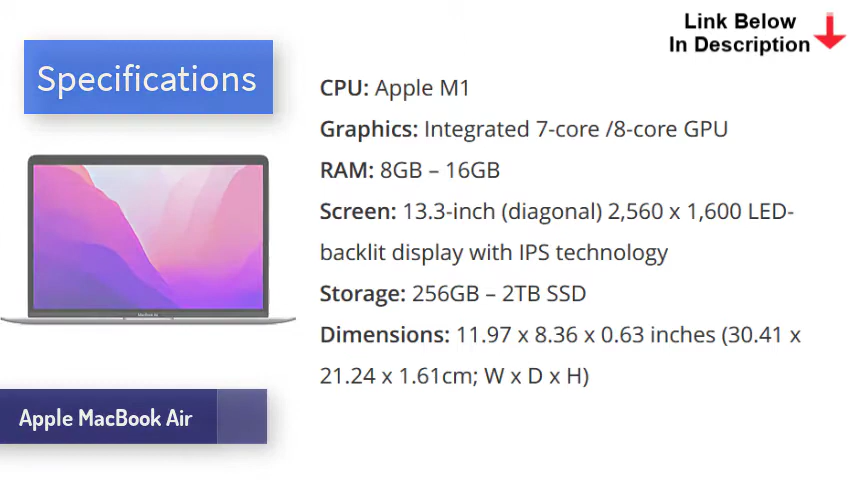 Link Below
In Description
Specifications
CPU: Apple M1
Graphics: Integrated 7-core /8-core GPU
RAM: 8GB – 16GB
Screen: 13.3-inch (diagonal) 2,560 x 1,600 LED-
backlit display with IPS technology
Storage: 256GB – 2TB SSD
Dimensions: 11.97 x 8.36 x 0.63 inches (30.41 x
21.24 x 1.61cm; W x D x H)
MacBook Air
Apple MacBook Air